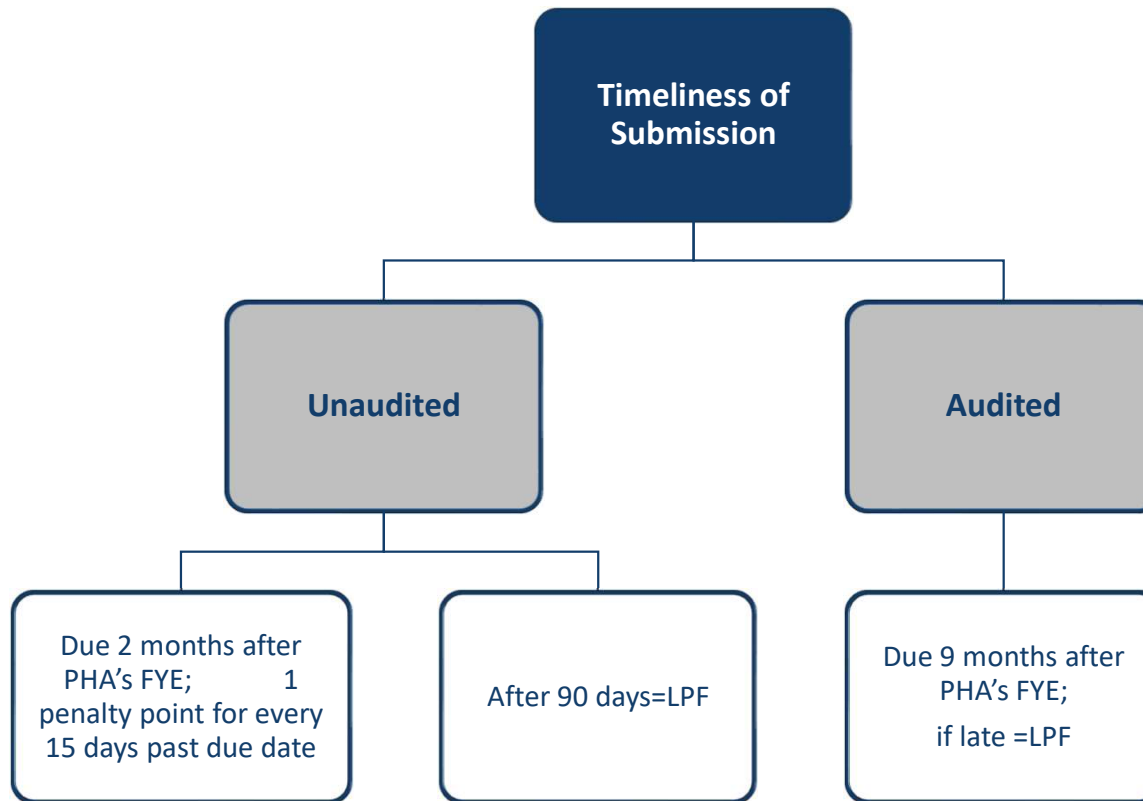 Timeliness of
Submission
Unaudited
Audited
Due 2 months after
PHA’s FYE; 1
penalty point for every
15 days past due date
After 90 days=LPF
Due 9 months after
PHA’s FYE;
if late =LPF